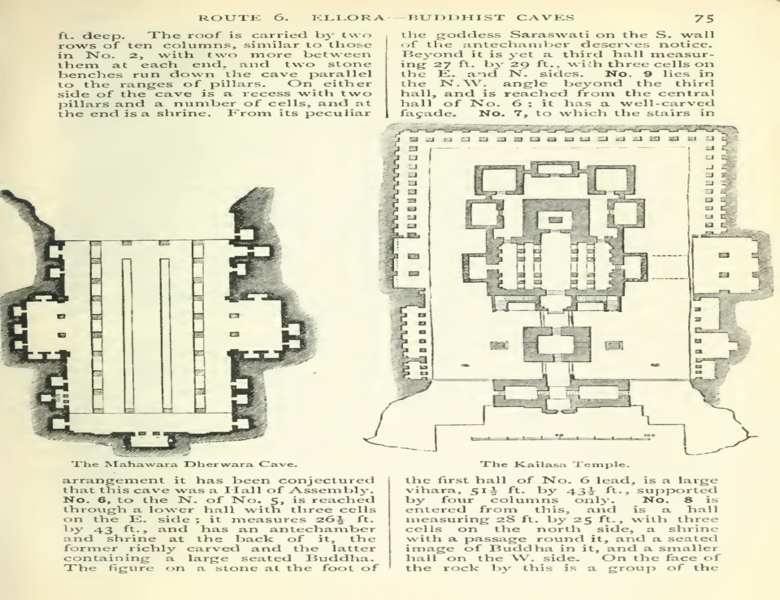 ROUTE 6. ELLORA—BUDDHIST CAVES 75
ft. deep. The roof is carried by two
rows of ten columns, similar to those
in No. 2, with two more between
them at each end, and two stone
benches run down the cave parallel
to the ranges of pillars. On either
side of the cave is a recess with two
pillars and a number of cells, and at
the end is a shrine. From its peculiar
The Mahawara Dherwara Cave.
arrangement it has been conjectured
that this cave was a Hall of Assembly.
No. 6, to the N. of No. 5, is reached
through a lower hall with three cells
on the E. side; it measures 26½ ft.
by 43 ft., and has an antechamber
and shrine at the back of it, the
former richly carved and the latter
containing a large seated Buddha.
The figure on a stone at the foot of
the goddess Saraswati on the S. wall
of the antechamber deserves notice.
Beyond it is yet a third hall measur-
ing 27 ft. by 29 ft., with three cells on
the E. and N. sides. No. 9 lies in
the N.W. angle beyond the third
hall, and is reached from the central
hall of No. 6; it has a well-carved
façade. No. 7, to which the stairs in
The Kailasa Temple.
the first hall of No. 6 lead, is a large
vihara, 51½ ft. by 43½ ft., supported
by four columns only. No. 8 is
entered from this, and is a hall
measuring 28 ft. by 25 ft., with three
cells on the north side, a shrine
with a passage round it, and a seated
image of Buddha in it, and a smaller
hall on the W. side. On the face of
the rock by this is a group of the